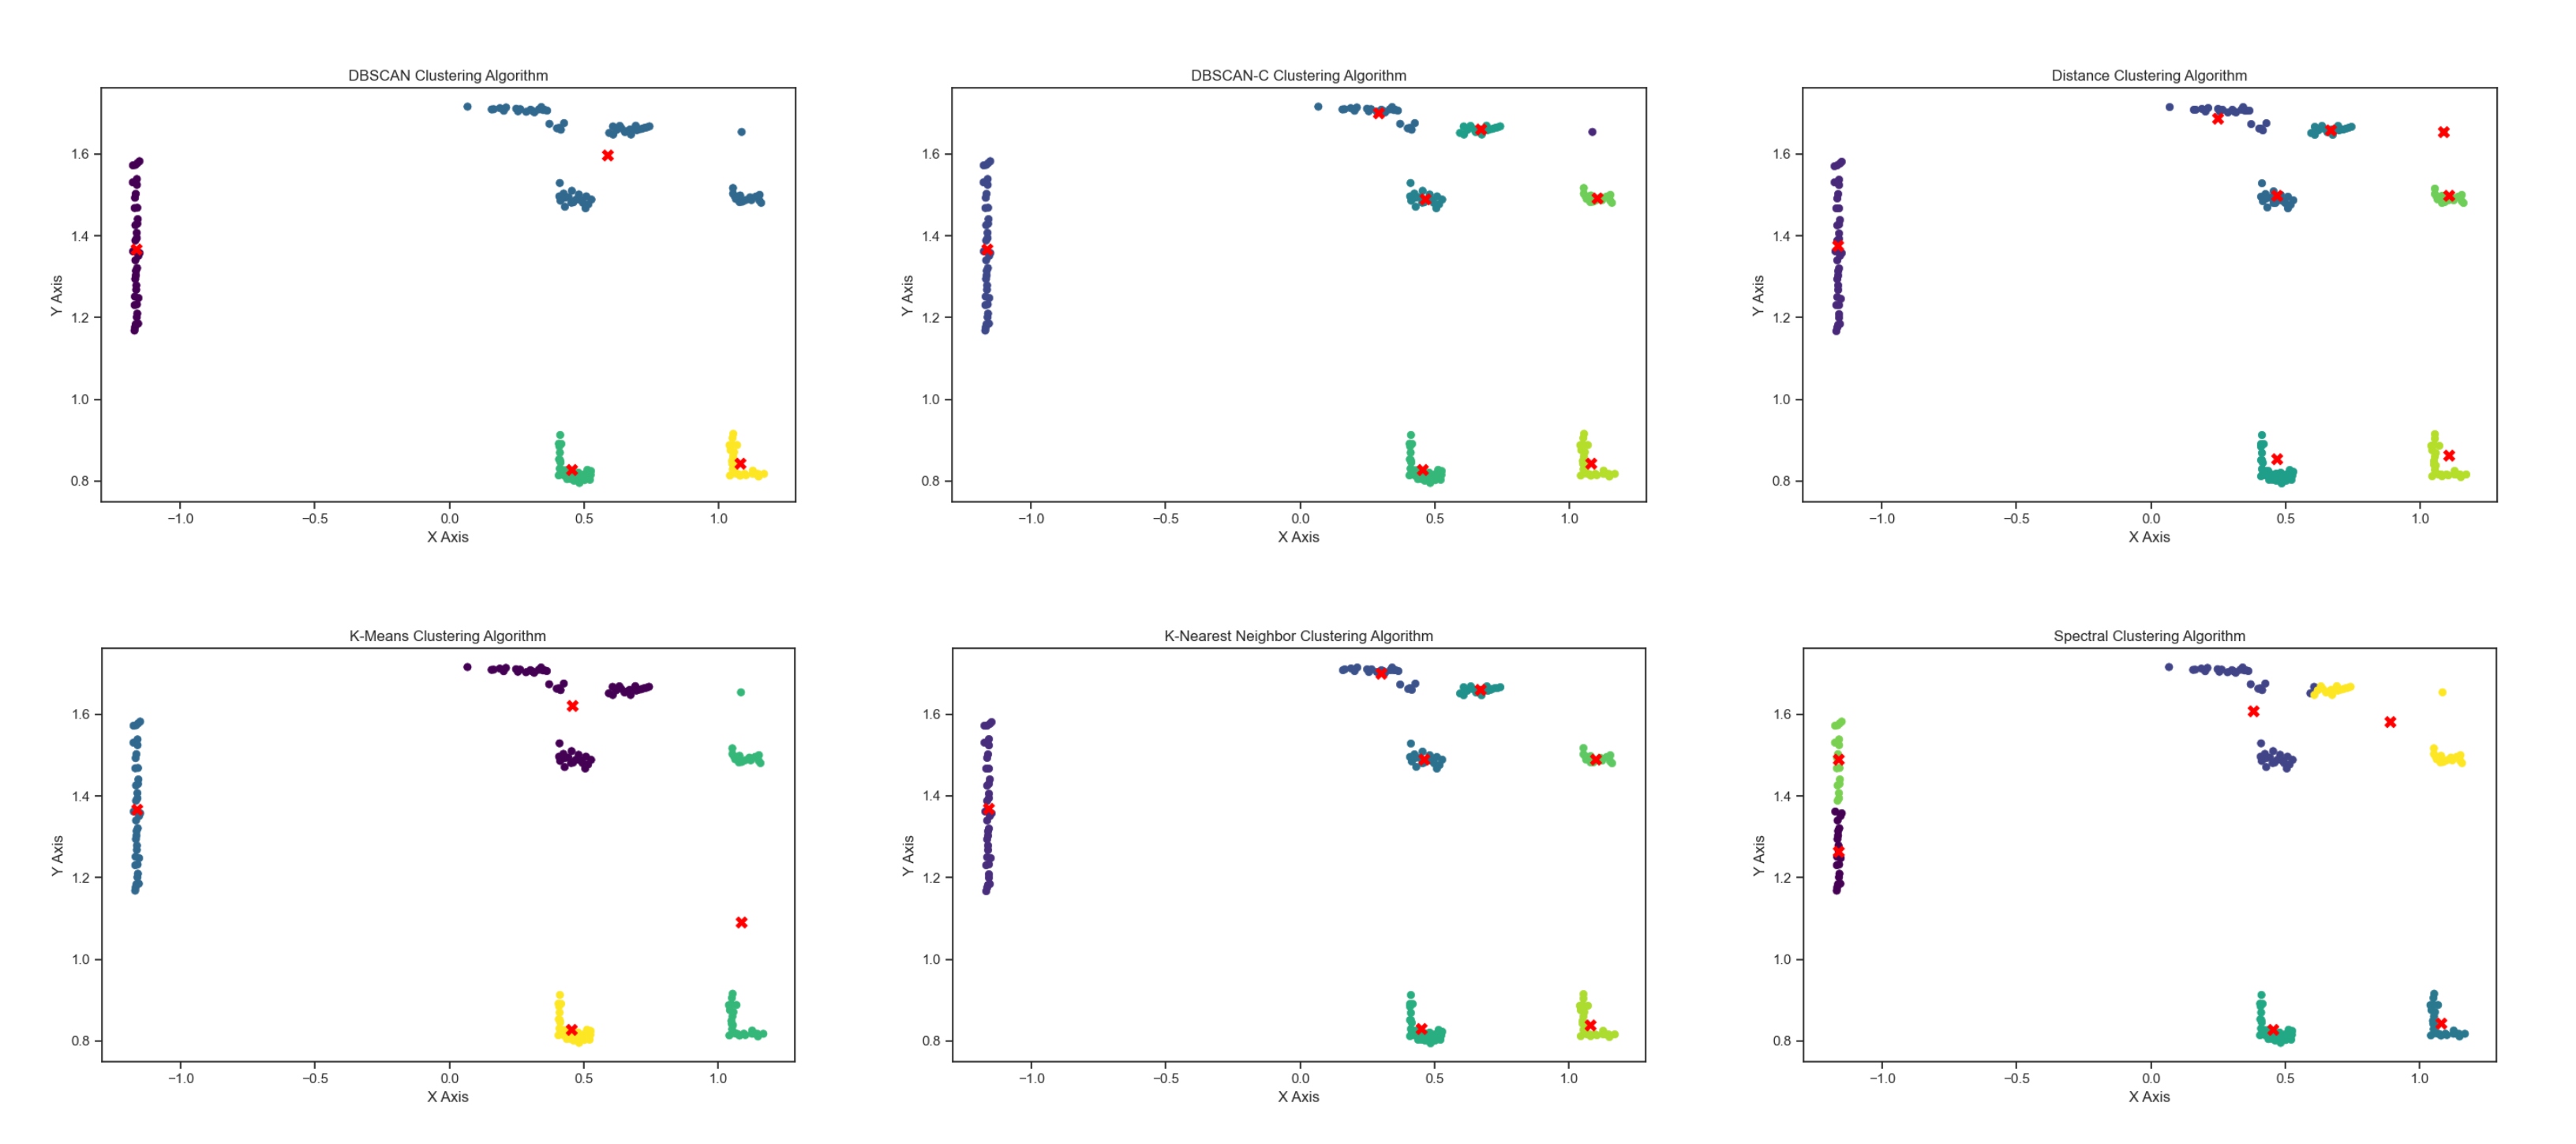 DBSCAN Clustering Algorithm
1.6
1.4
1.2
1.0
0.8
Y Axis
−1.0 −0.5 0.0 0.5 1.0
X Axis
DBSCAN-C Clustering Algorithm
1.6
1.4
1.2
1.0
0.8
Y Axis
−1.0 −0.5 0.0 0.5 1.0
X Axis
Distance Clustering Algorithm
1.6
1.4
1.2
1.0
0.8
Y Axis
−1.0 −0.5 0.0 0.5 1.0
X Axis
K-Means Clustering Algorithm
1.6
1.4
1.2
1.0
0.8
Y Axis
−1.0 −0.5 0.0 0.5 1.0
X Axis
K-Nearest Neighbor Clustering Algorithm
1.6
1.4
1.2
1.0
0.8
Y Axis
−1.0 −0.5 0.0 0.5 1.0
X Axis
Spectral Clustering Algorithm
1.6
1.4
1.2
1.0
0.8
Y Axis
−1.0 −0.5 0.0 0.5 1.0
X Axis